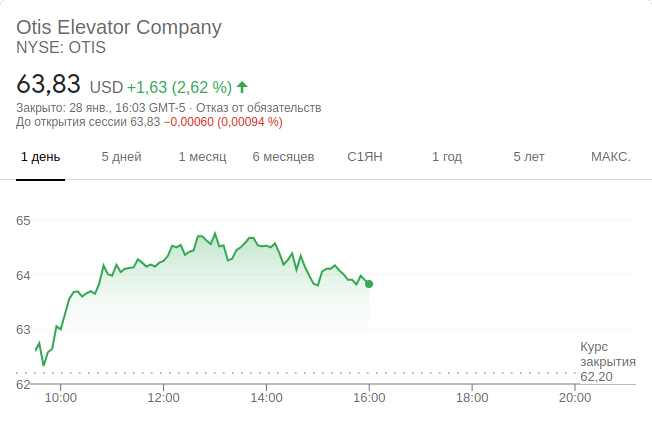 Otis Elevator Company
NYSE: OTIS
63,83 USD +1,63 (2,62 %)
Закрыто: 28 янв., 16:03 GMT-5 · Отказ от обязательств
До открытия сессии 63,83 −0,00060 (0,00094 %)
1 день 5 дней 1 месяц 6 месяцев С1ЯН 1 год 5 лет МАКС.
65
64
63
Курс
закрытия
62,20
62
10:00 12:00 14:00 16:00 18:00 20:00